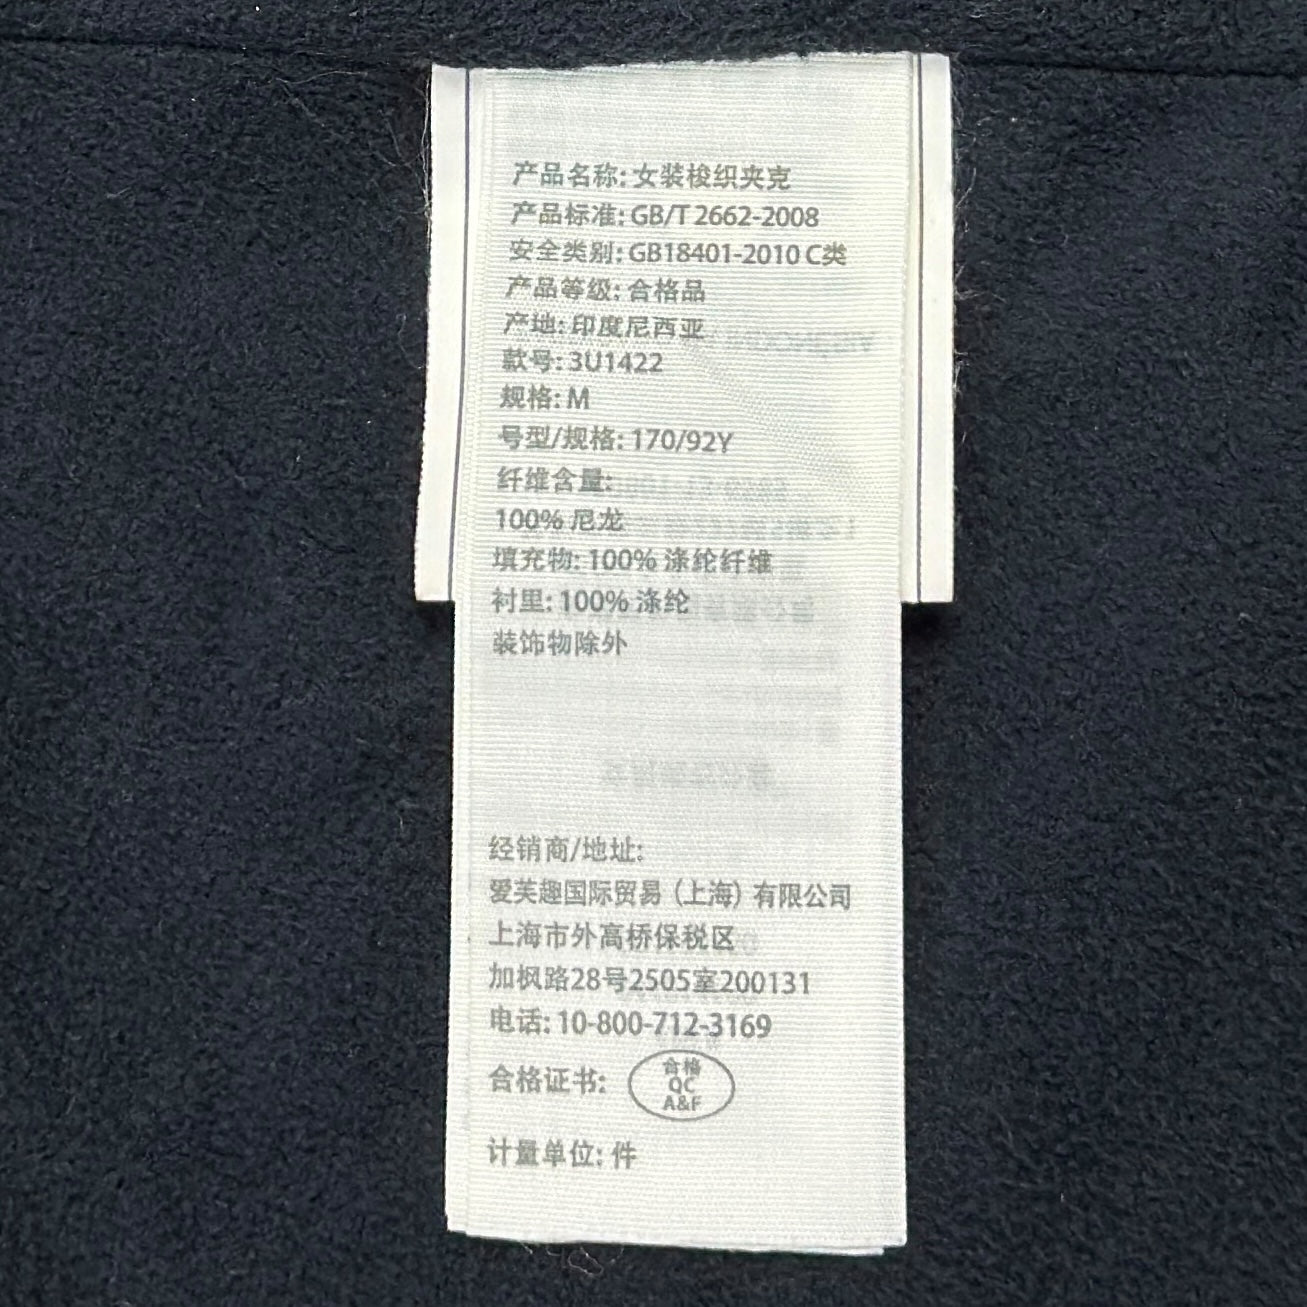 产品名称: 女装梭织夹克
产品标准: GB/T 2662-2008
安全类别: GB18401-2010 C类
产品等级: 合格品
产地: 印度尼西亚
款号: 3U1422
规格: M
号型/规格: 170/92Y
纤维含量:
100% 尼龙
填充物: 100% 涤纶纤维
衬里: 100% 涤纶
装饰物除外
经销商/地址:
爱芙趣国际贸易（上海）有限公司
上海市外高桥保税区
加枫路28号2505室200131
电话: 10-800-712-3169
合格证书:
合格
QC
A&F
计量单位: 件